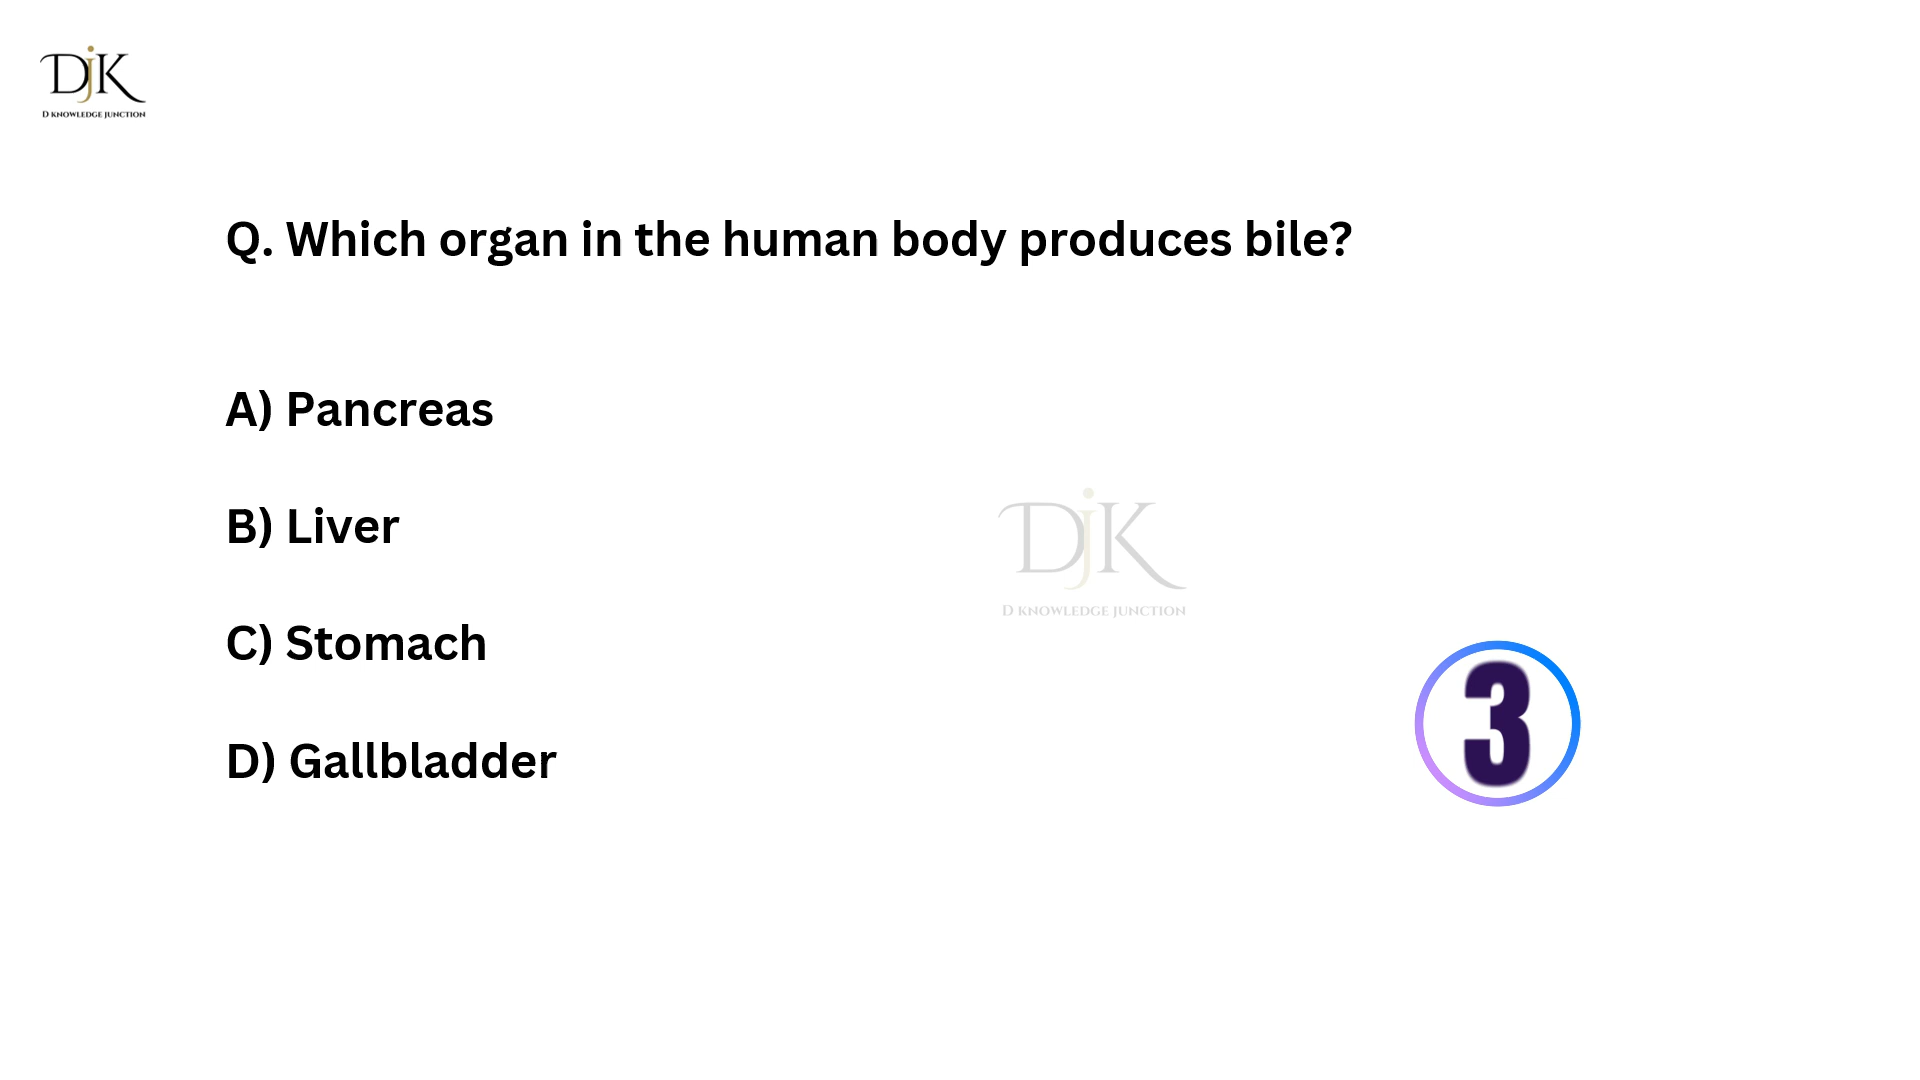 DjK
D KNOWLEDGE JUNCTION
Q. Which organ in the human body produces bile?
A) Pancreas
B) Liver
DjK
D KNOWLEDGE JUNCTION
C) Stomach
3
D) Gallbladder